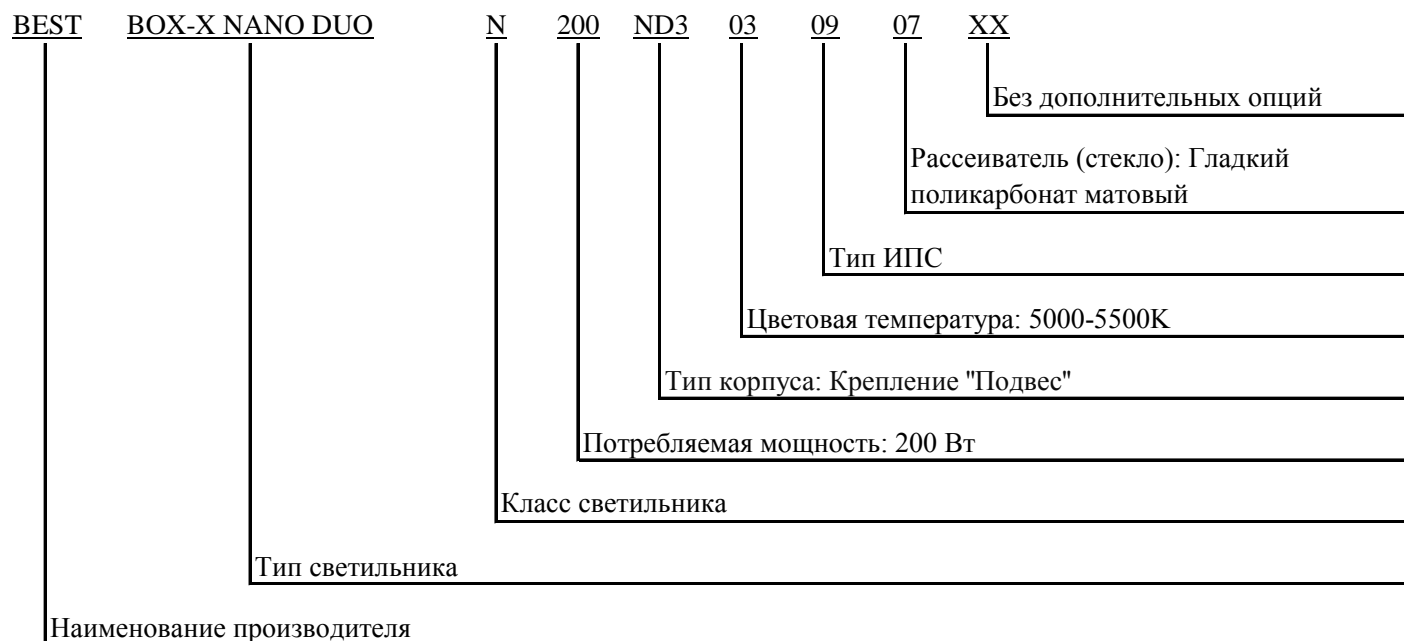 BEST BOX-X NANO DUO N 200 ND3 03 09 07 XX
Без дополнительных опций
Рассеиватель (стекло): Гладкий
поликарбонат матовый
Тип ИПС
Цветовая температура: 5000-5500K
Тип корпуса: Крепление "Подвес"
Потребляемая мощность: 200 Вт
Класс светильника
Тип светильника
Наименование производителя